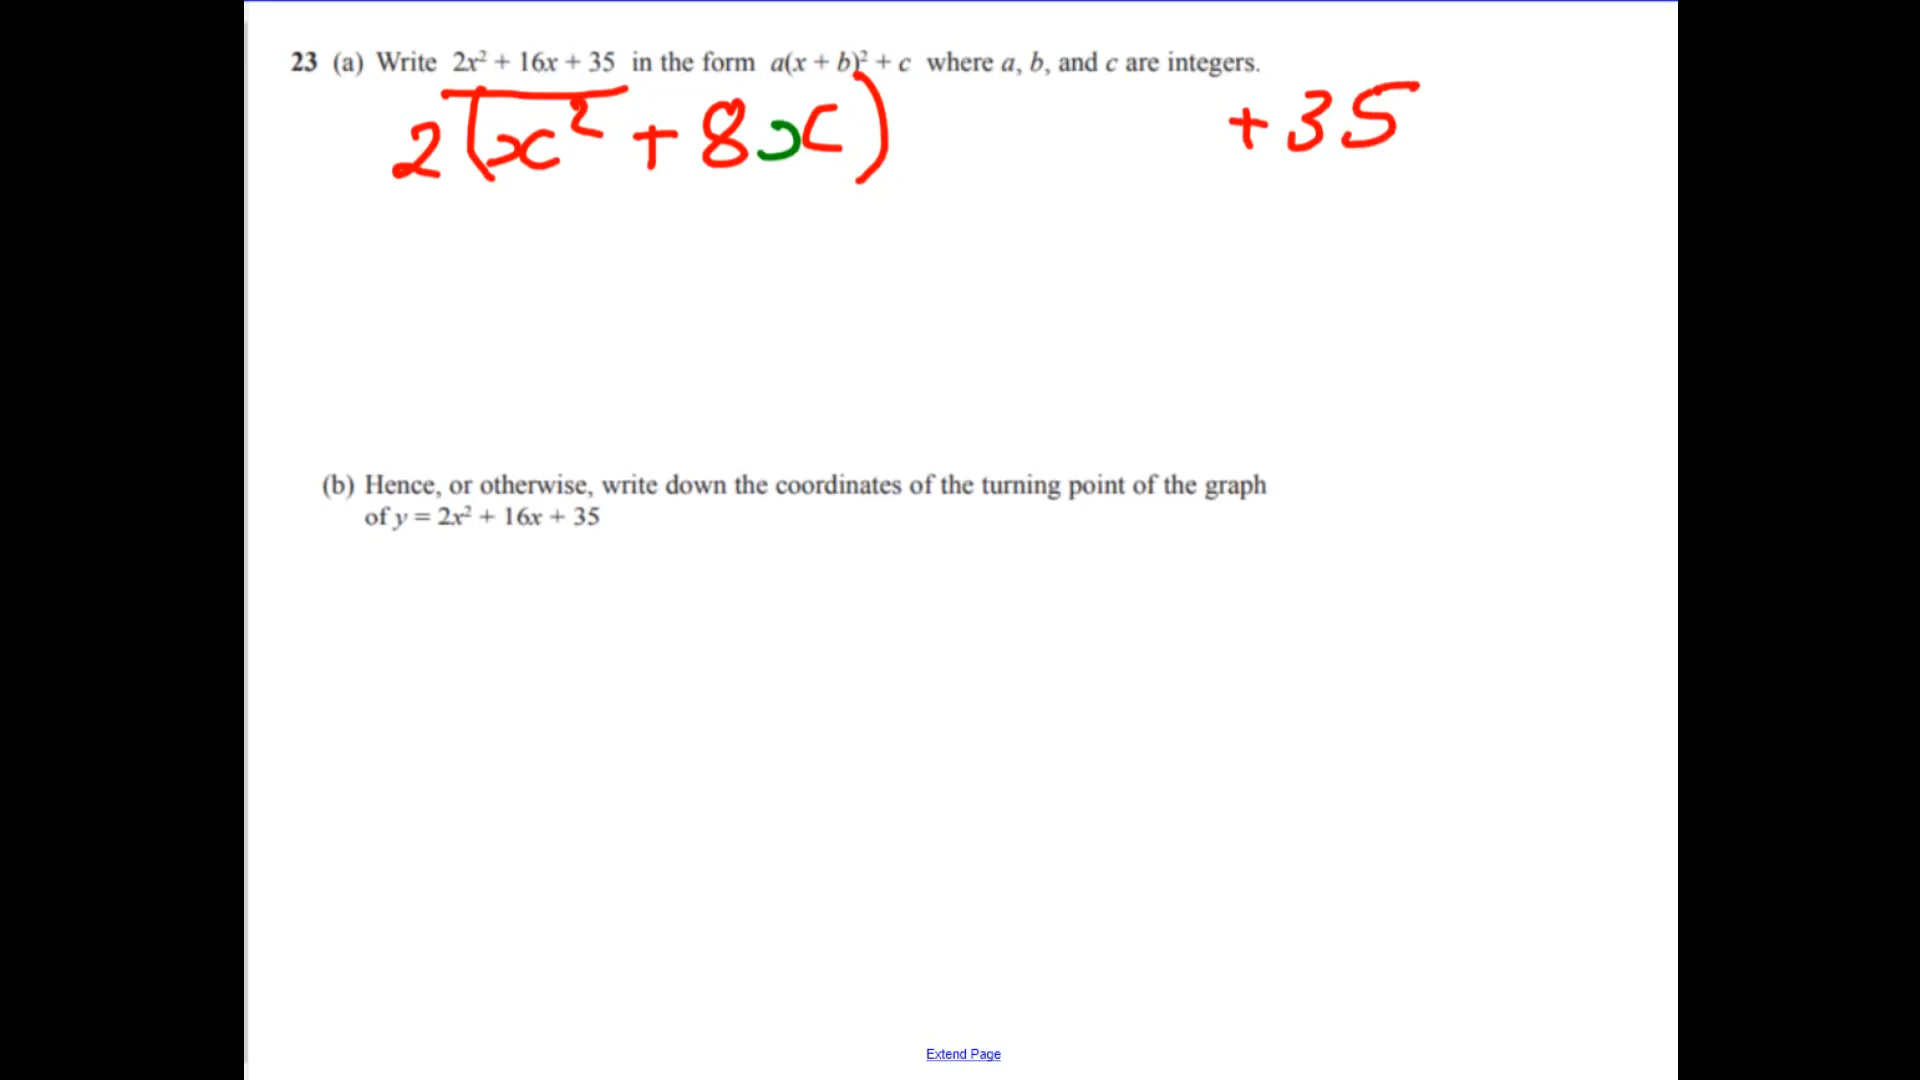 23 (a) Write 2x² + 16x + 35 in the form a(x + b)² + c where a, b, and c are integers.
2(x² + 8x) +35
(b) Hence, or otherwise, write down the coordinates of the turning point of the graph
of y = 2x² + 16x + 35
Extend Page